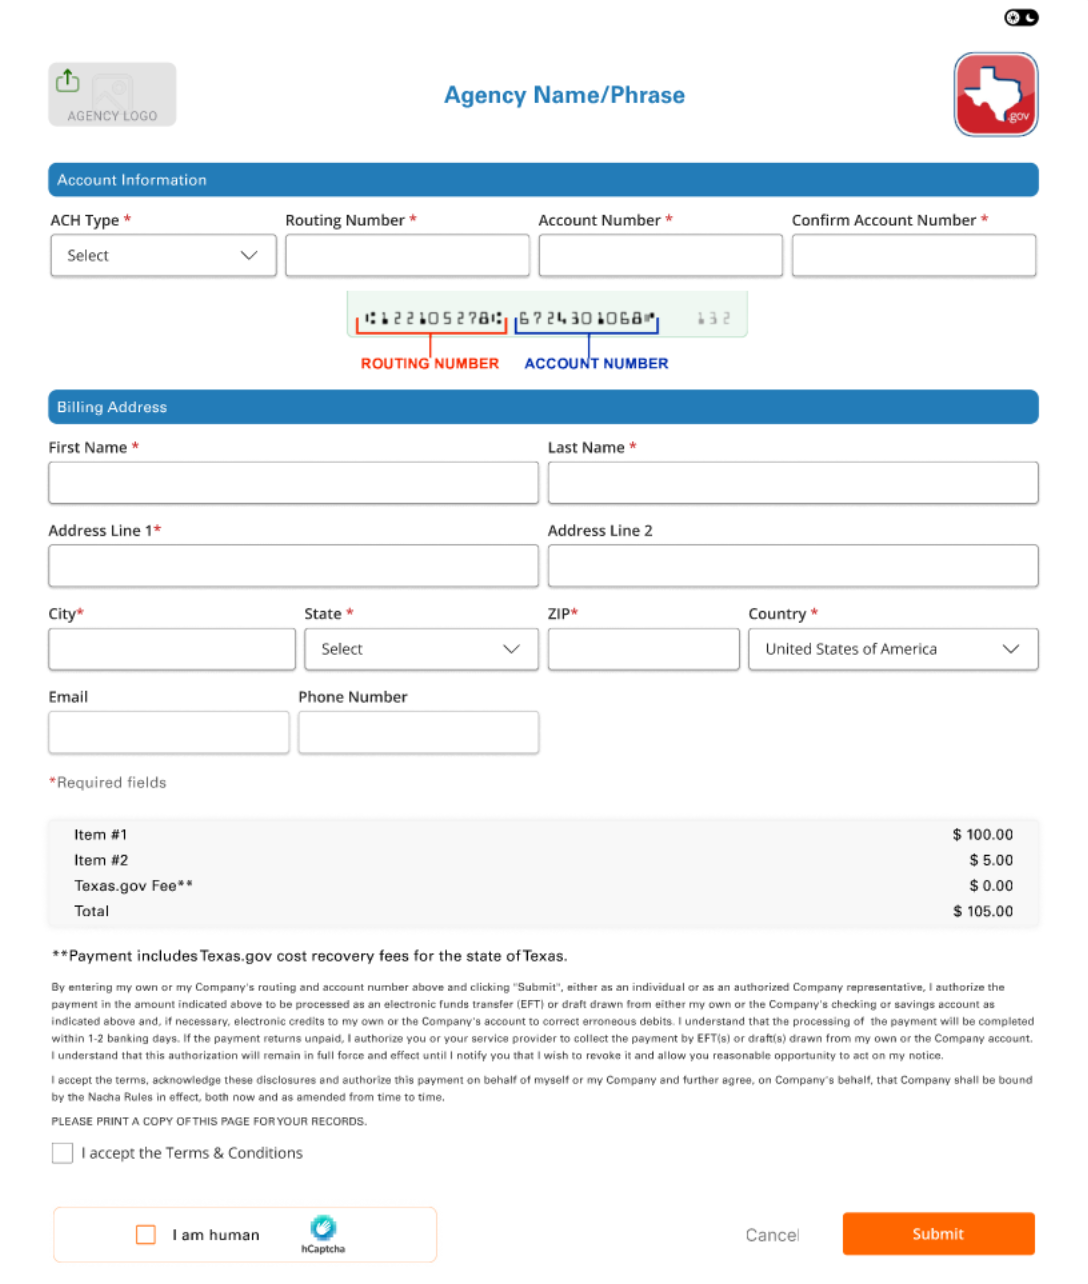 AGENCY LOGO
Agency Name/Phrase
.gov
Account Information
ACH Type *
Routing Number *
Account Number *
Confirm Account Number *
Select
⑆122105278⑆ 6724301068⑈ 132
ROUTING NUMBER
ACCOUNT NUMBER
Billing Address
First Name *
Last Name *
Address Line 1*
Address Line 2
City*
State *
ZIP*
Country *
Select
United States of America
Email
Phone Number
*Required fields
Item #1 $ 100.00
Item #2 $ 5.00
Texas.gov Fee** $ 0.00
Total $ 105.00
**Payment includes Texas.gov cost recovery fees for the state of Texas.
By entering my own or my Company's routing and account number above and clicking "Submit", either as an individual or as an authorized Company representative, I authorize the
payment in the amount indicated above to be processed as an electronic funds transfer (EFT) or draft drawn from either my own or the Company's checking or savings account as
indicated above and, if necessary, electronic credits to my own or the Company's account to correct erroneous debits. I understand that the processing of the payment will be completed
within 1-2 banking days. If the payment returns unpaid, I authorize you or your service provider to collect the payment by EFT(s) or draft(s) drawn from my own or the Company account.
I understand that this authorization will remain in full force and effect until I notify you that I wish to revoke it and allow you reasonable opportunity to act on my notice.
I accept the terms, acknowledge these disclosures and authorize this payment on behalf of myself or my Company and further agree, on Company's behalf, that Company shall be bound
by the Nacha Rules in effect, both now and as amended from time to time.
PLEASE PRINT A COPY OF THIS PAGE FOR YOUR RECORDS.
I accept the Terms & Conditions
I am human
hCaptcha
Cancel
Submit